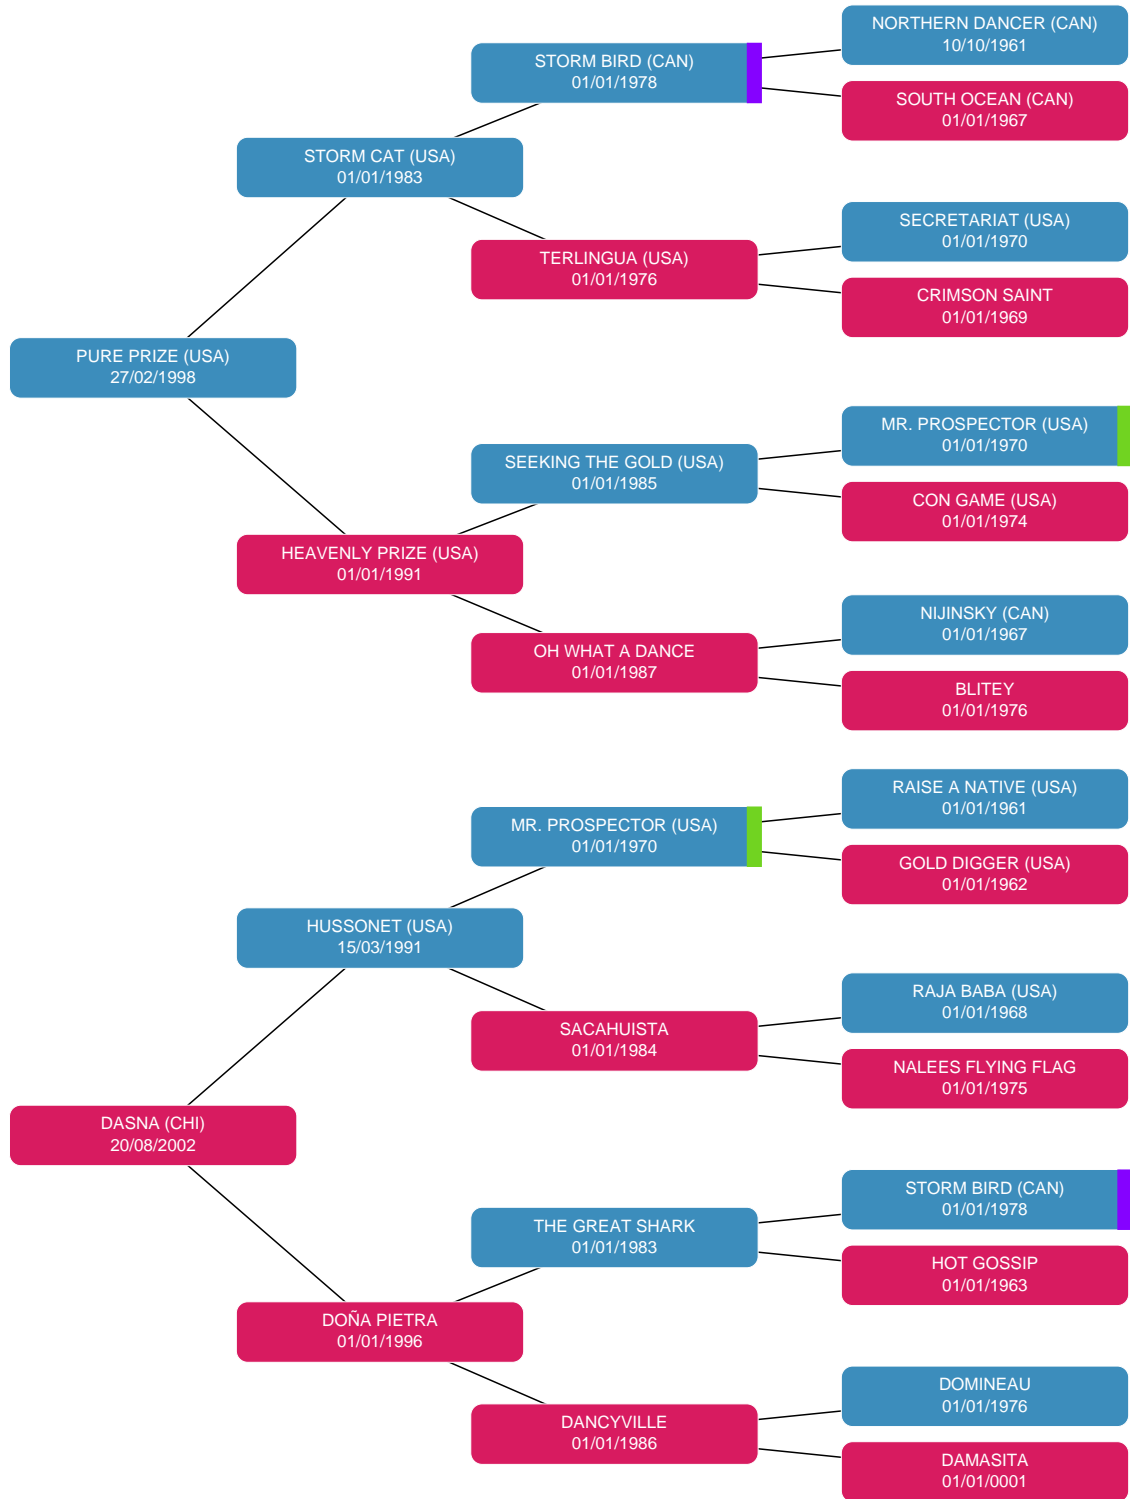 NORTHERN DANCER (CAN)
10/10/1961
STORM BIRD (CAN)
01/01/1978
SOUTH OCEAN (CAN)
01/01/1967
STORM CAT (USA)
01/01/1983
SECRETARIAT (USA)
01/01/1970
TERLINGUA (USA)
01/01/1976
CRIMSON SAINT
01/01/1969
PURE PRIZE (USA)
27/02/1998
MR. PROSPECTOR (USA)
01/01/1970
SEEKING THE GOLD (USA)
01/01/1985
CON GAME (USA)
01/01/1974
HEAVENLY PRIZE (USA)
01/01/1991
NIJINSKY (CAN)
01/01/1967
OH WHAT A DANCE
01/01/1987
BLITEY
01/01/1976
RAISE A NATIVE (USA)
01/01/1961
MR. PROSPECTOR (USA)
01/01/1970
GOLD DIGGER (USA)
01/01/1962
HUSSONET (USA)
15/03/1991
RAJA BABA (USA)
01/01/1968
SACAHUISTA
01/01/1984
NALEES FLYING FLAG
01/01/1975
DASNA (CHI)
20/08/2002
STORM BIRD (CAN)
01/01/1978
THE GREAT SHARK
01/01/1983
HOT GOSSIP
01/01/1963
DOÑA PIETRA
01/01/1996
DOMINEAU
01/01/1976
DANCYVILLE
01/01/1986
DAMASITA
01/01/0001